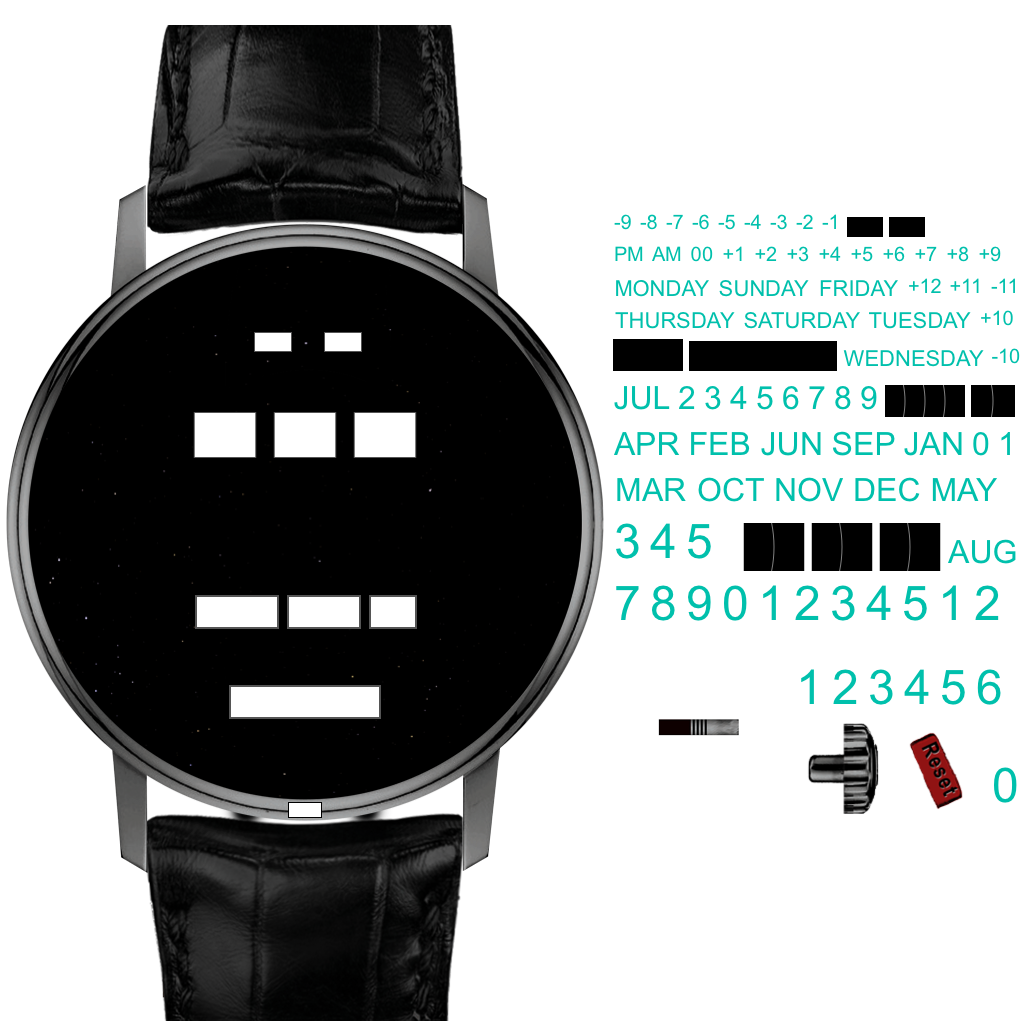 -9 -8 -7 -6 -5 -4 -3 -2 -1
PM AM 00 +1 +2 +3 +4 +5 +6 +7 +8 +9
MONDAY SUNDAY FRIDAY +12 +11 -11
THURSDAY SATURDAY TUESDAY +10
WEDNESDAY -10
JUL 2 3 4 5 6 7 8 9
APR FEB JUN SEP JAN 0 1
MAR OCT NOV DEC MAY
3 4 5 AUG
7 8 9 0 1 2 3 4 5 1 2
1 2 3 4 5 6
Reset
0